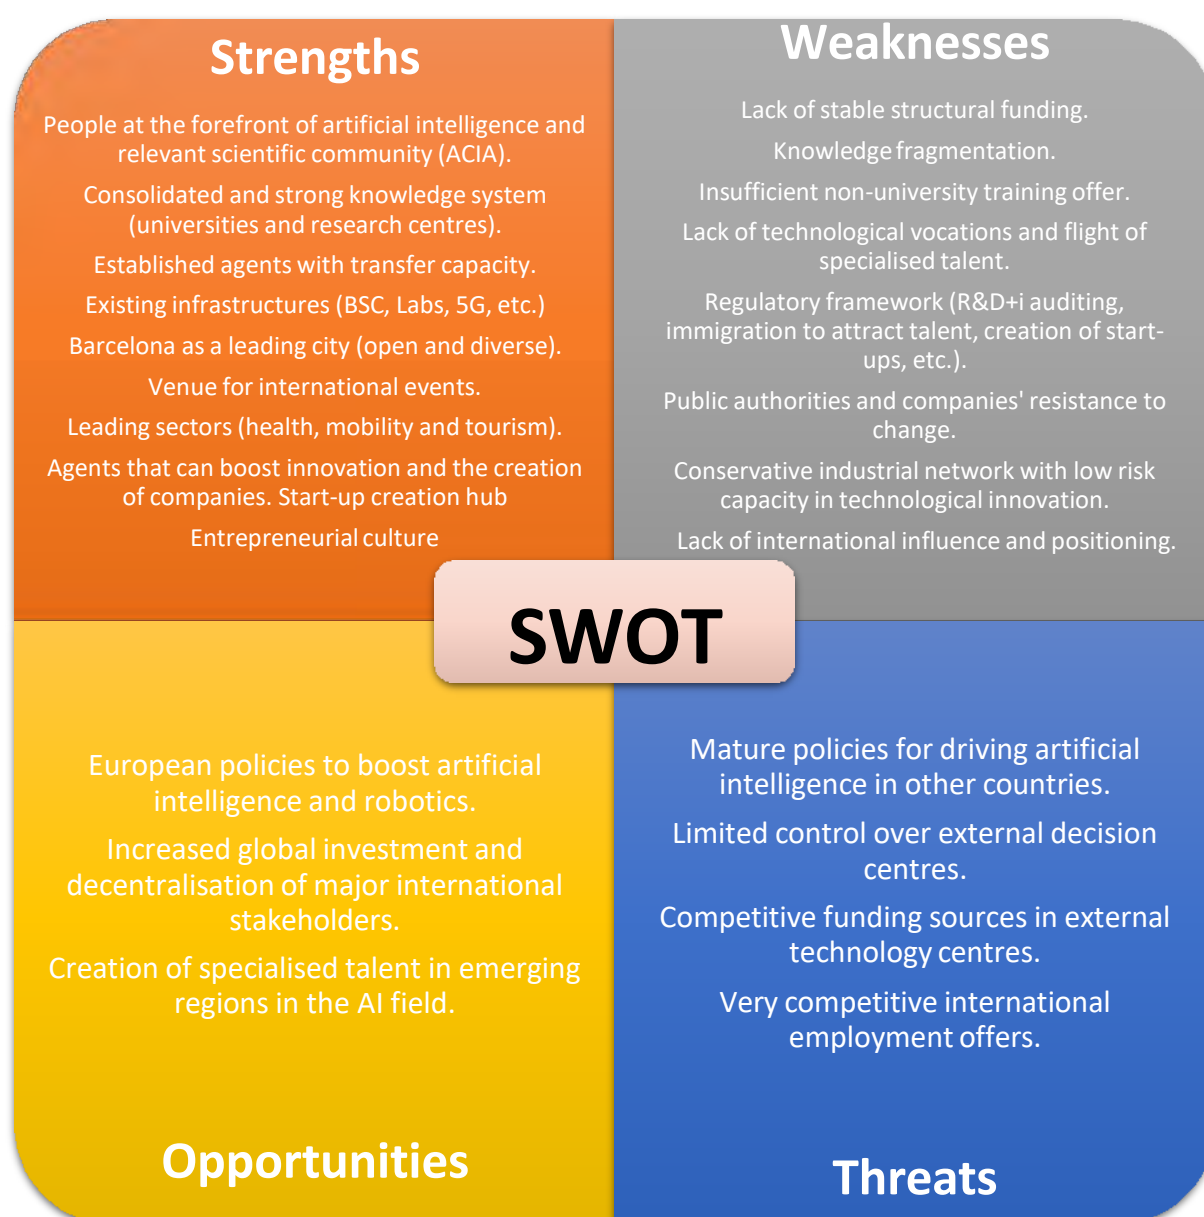 Strengths
People at the forefront of artificial intelligence and
relevant scientific community (ACIA).
Consolidated and strong knowledge system
(universities and research centres).
Established agents with transfer capacity.
Existing infrastructures (BSC, Labs, 5G, etc.)
Barcelona as a leading city (open and diverse).
Venue for international events.
Leading sectors (health, mobility and tourism).
Agents that can boost innovation and the creation
of companies. Start-up creation hub
Entrepreneurial culture
Weaknesses
Lack of stable structural funding.
Knowledge fragmentation.
Insufficient non-university training offer.
Lack of technological vocations and flight of
specialised talent.
Regulatory framework (R&D+i auditing,
immigration to attract talent, creation of start-
ups, etc.).
Public authorities and companies' resistance to
change.
Conservative industrial network with low risk
capacity in technological innovation.
Lack of international influence and positioning.
SWOT
European policies to boost artificial
intelligence and robotics.
Increased global investment and
decentralisation of major international
stakeholders.
Creation of specialised talent in emerging
regions in the AI field.
Opportunities
Mature policies for driving artificial
intelligence in other countries.
Limited control over external decision
centres.
Competitive funding sources in external
technology centres.
Very competitive international
employment offers.
Threats